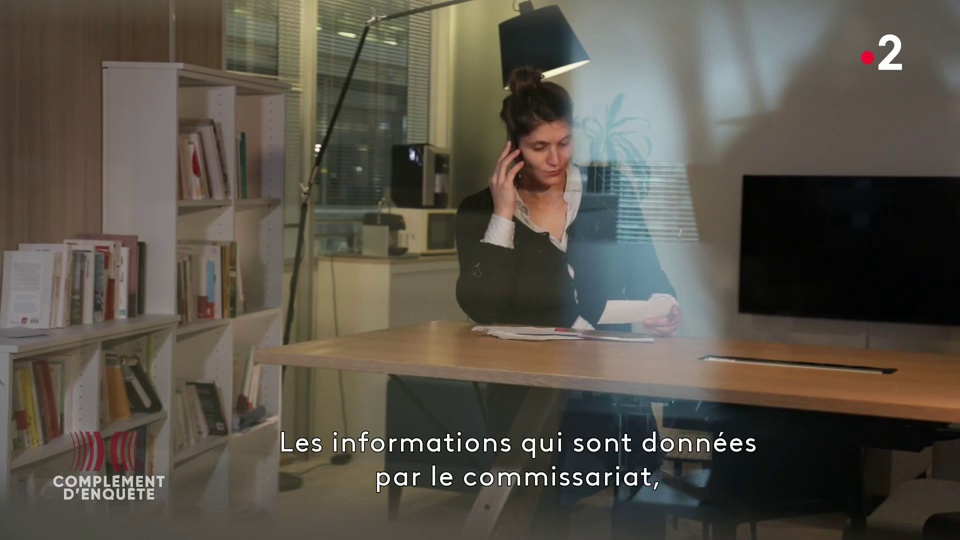 2
Les informations qui sont données
par le commissariat,
COMPLEMENT
D'ENQUÊTE